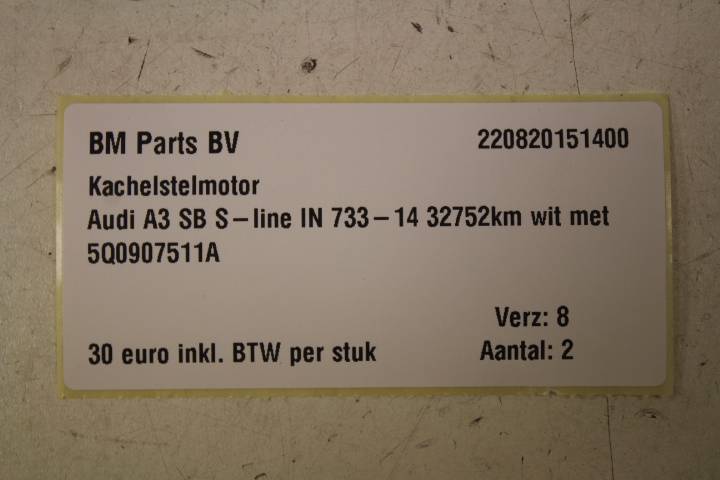 BM Parts BV 220820151400
Kachelstelmotor
Audi A3 SB S-line IN 733-14 32752km wit met
5Q0907511A
Verz: 8
30 euro inkl. BTW per stuk Aantal: 2